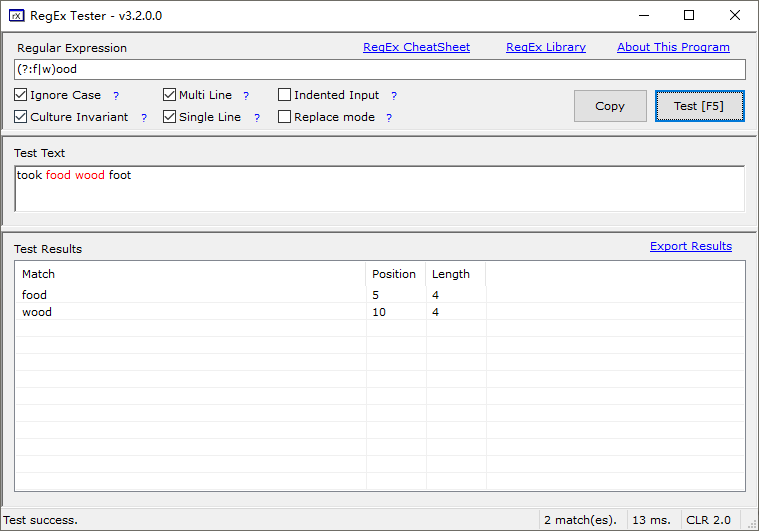 RegEx Tester - v3.2.0.0
Regular Expression RegEx CheatSheet RegEx Library About This Program
(?:f|w)ood
Ignore Case ? Multi Line ? Indented Input ?
Culture Invariant ? Single Line ? Replace mode ?
Copy Test [F5]
Test Text
took food wood foot
Test Results Export Results
Match Position Length
food 5 4
wood 10 4
Test success. 2 match(es). 13 ms. CLR 2.0